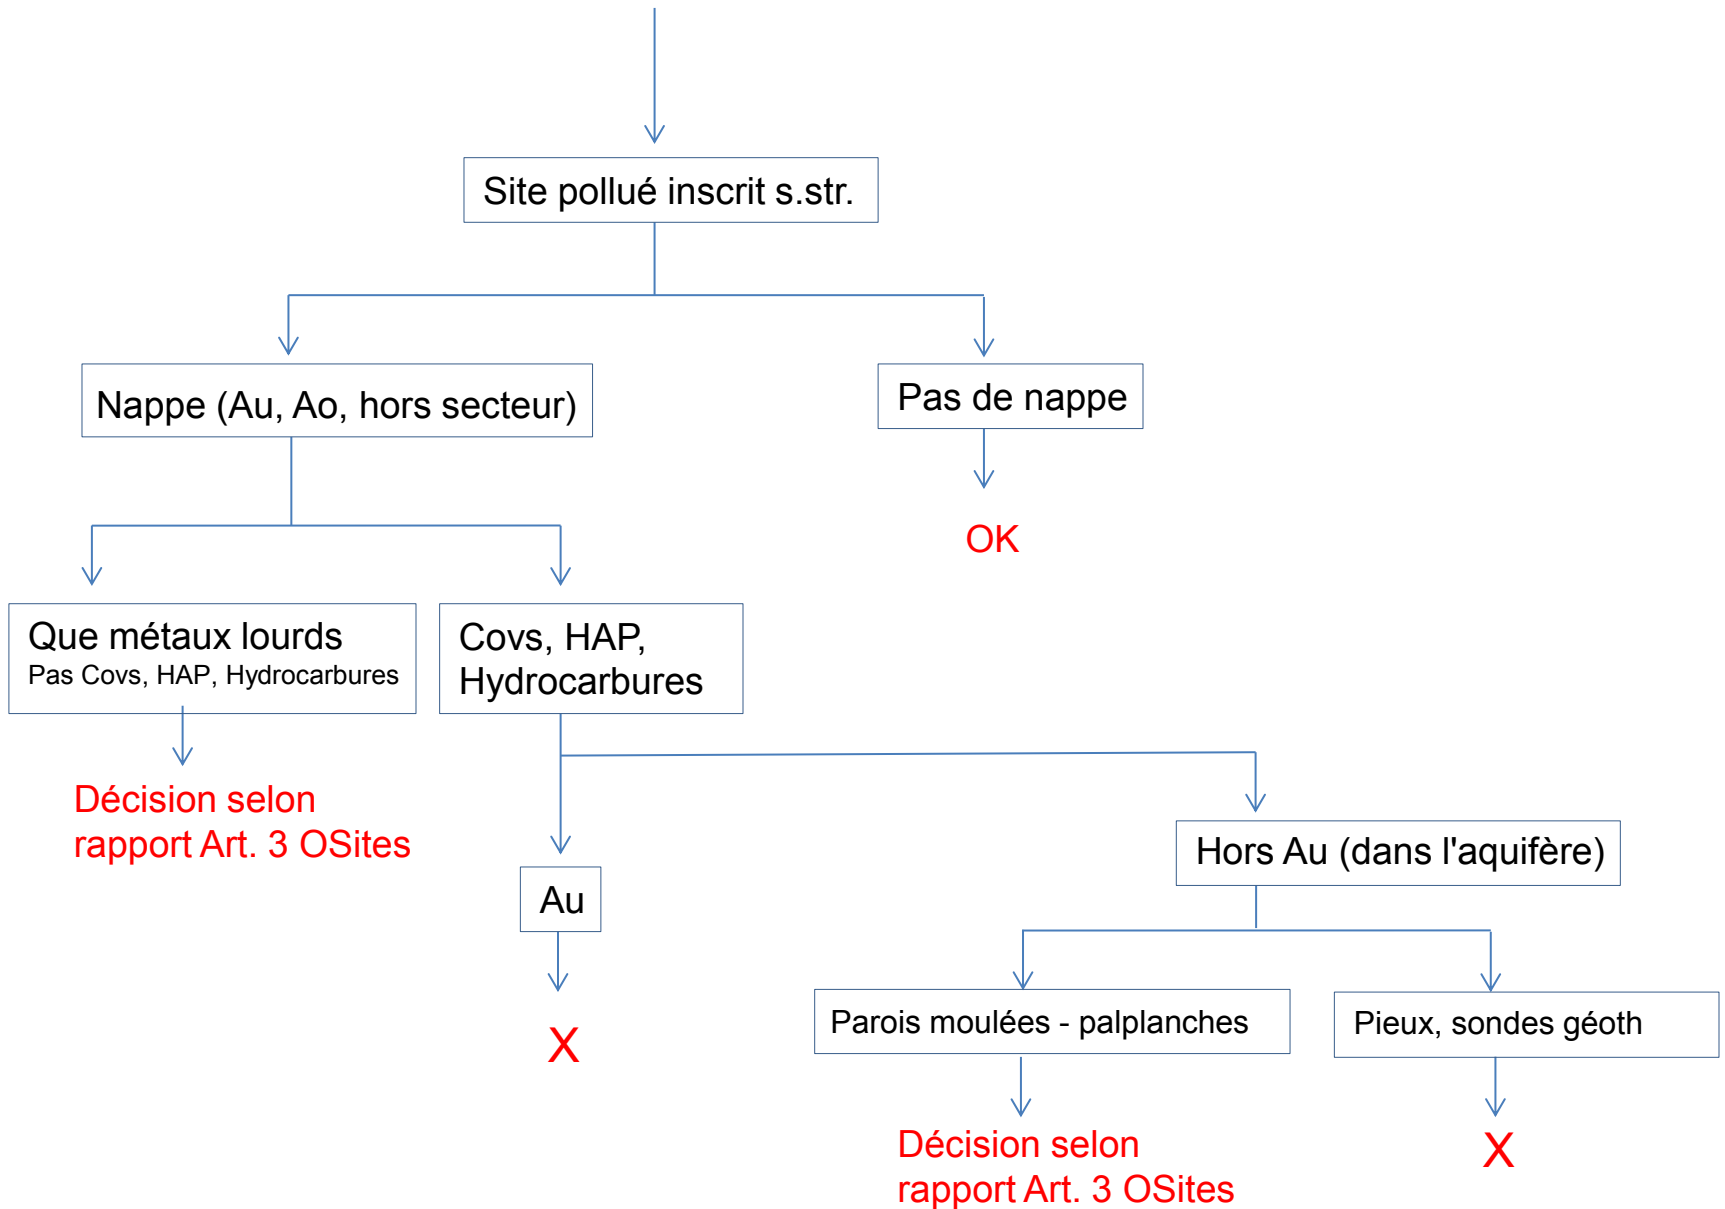 Site pollué inscrit s.str.
Nappe (Au, Ao, hors secteur)
Pas de nappe
OK
Que métaux lourds
Pas Covs, HAP, Hydrocarbures
Covs, HAP,
Hydrocarbures
Décision selon
rapport Art. 3 OSites
Hors Au (dans l'aquifère)
Au
X
Parois moulées - palplanches
Pieux, sondes géoth
Décision selon
rapport Art. 3 OSites
X